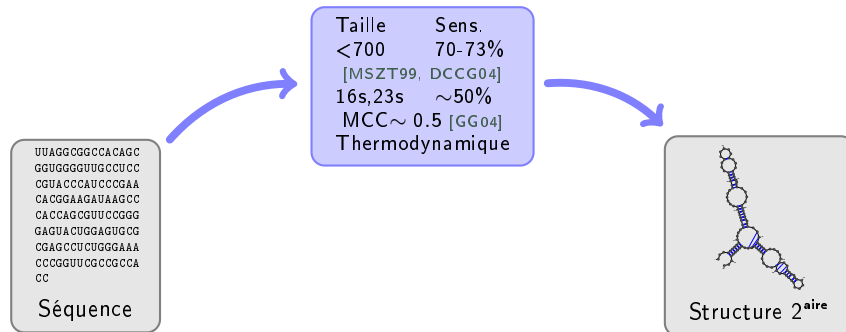 Taille Sens.
<700 70-73%
[MSZT99, DCCG04]
16s,23s ~50%
MCC~ 0.5 [GG04]
Thermodynamique
UUAGGCGGCCACAGC
GGUGGGGUUGCCUCC
CGUACCCAUCCCGAA
CACGGAAGAUAAGCC
CACCAGCGUUCCGGG
GAGUACUGGAGUGCG
CGAGCCUCUGGGAAA
CCCGGUUCGCCGCCA
CC
Séquence
Structure 2aire